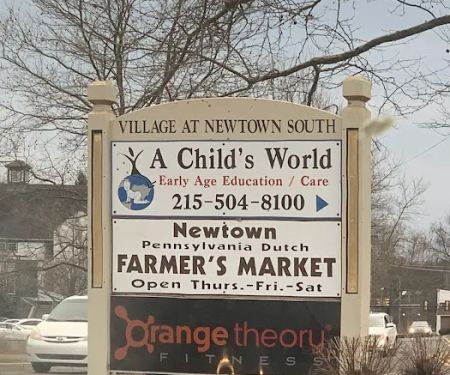 VILLAGE AT NEWTOWN SOUTH
A Child's World
Early Age Education / Care
215-504-8100
Newtown
Pennsylvania Dutch
FARMER'S MARKET
Open Thurs.-Fri.-Sat
Orangetheory
FITNESS